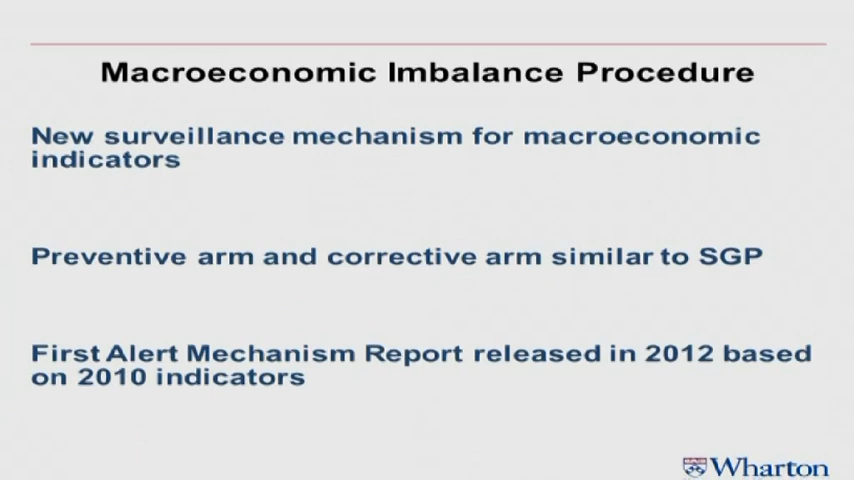 Macroeconomic Imbalance Procedure
New surveillance mechanism for macroeconomic
indicators
Preventive arm and corrective arm similar to SGP
First Alert Mechanism Report released in 2012 based
on 2010 indicators
Wharton